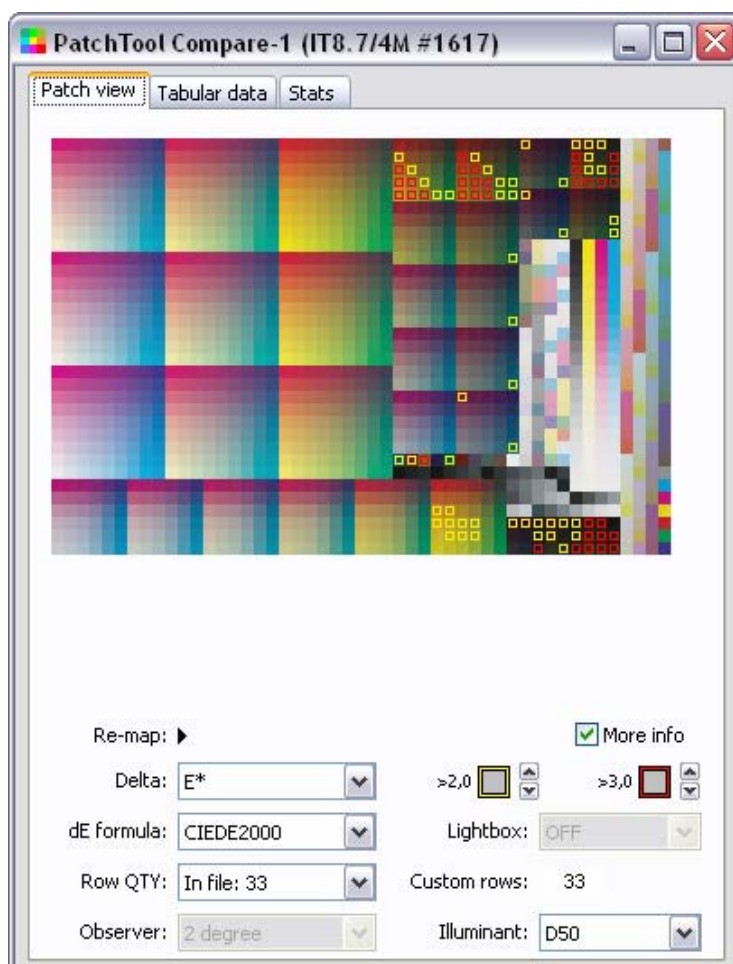 PatchTool Compare-1 (IT8.7/4M #1617)
Patch view Tabular data Stats
Re-map: More info
Delta: E* >2,0 >3,0
dE formula: CIEDE2000 Lightbox: OFF
Row QTY: In file: 33 Custom rows: 33
Observer: 2 degree Illuminant: D50